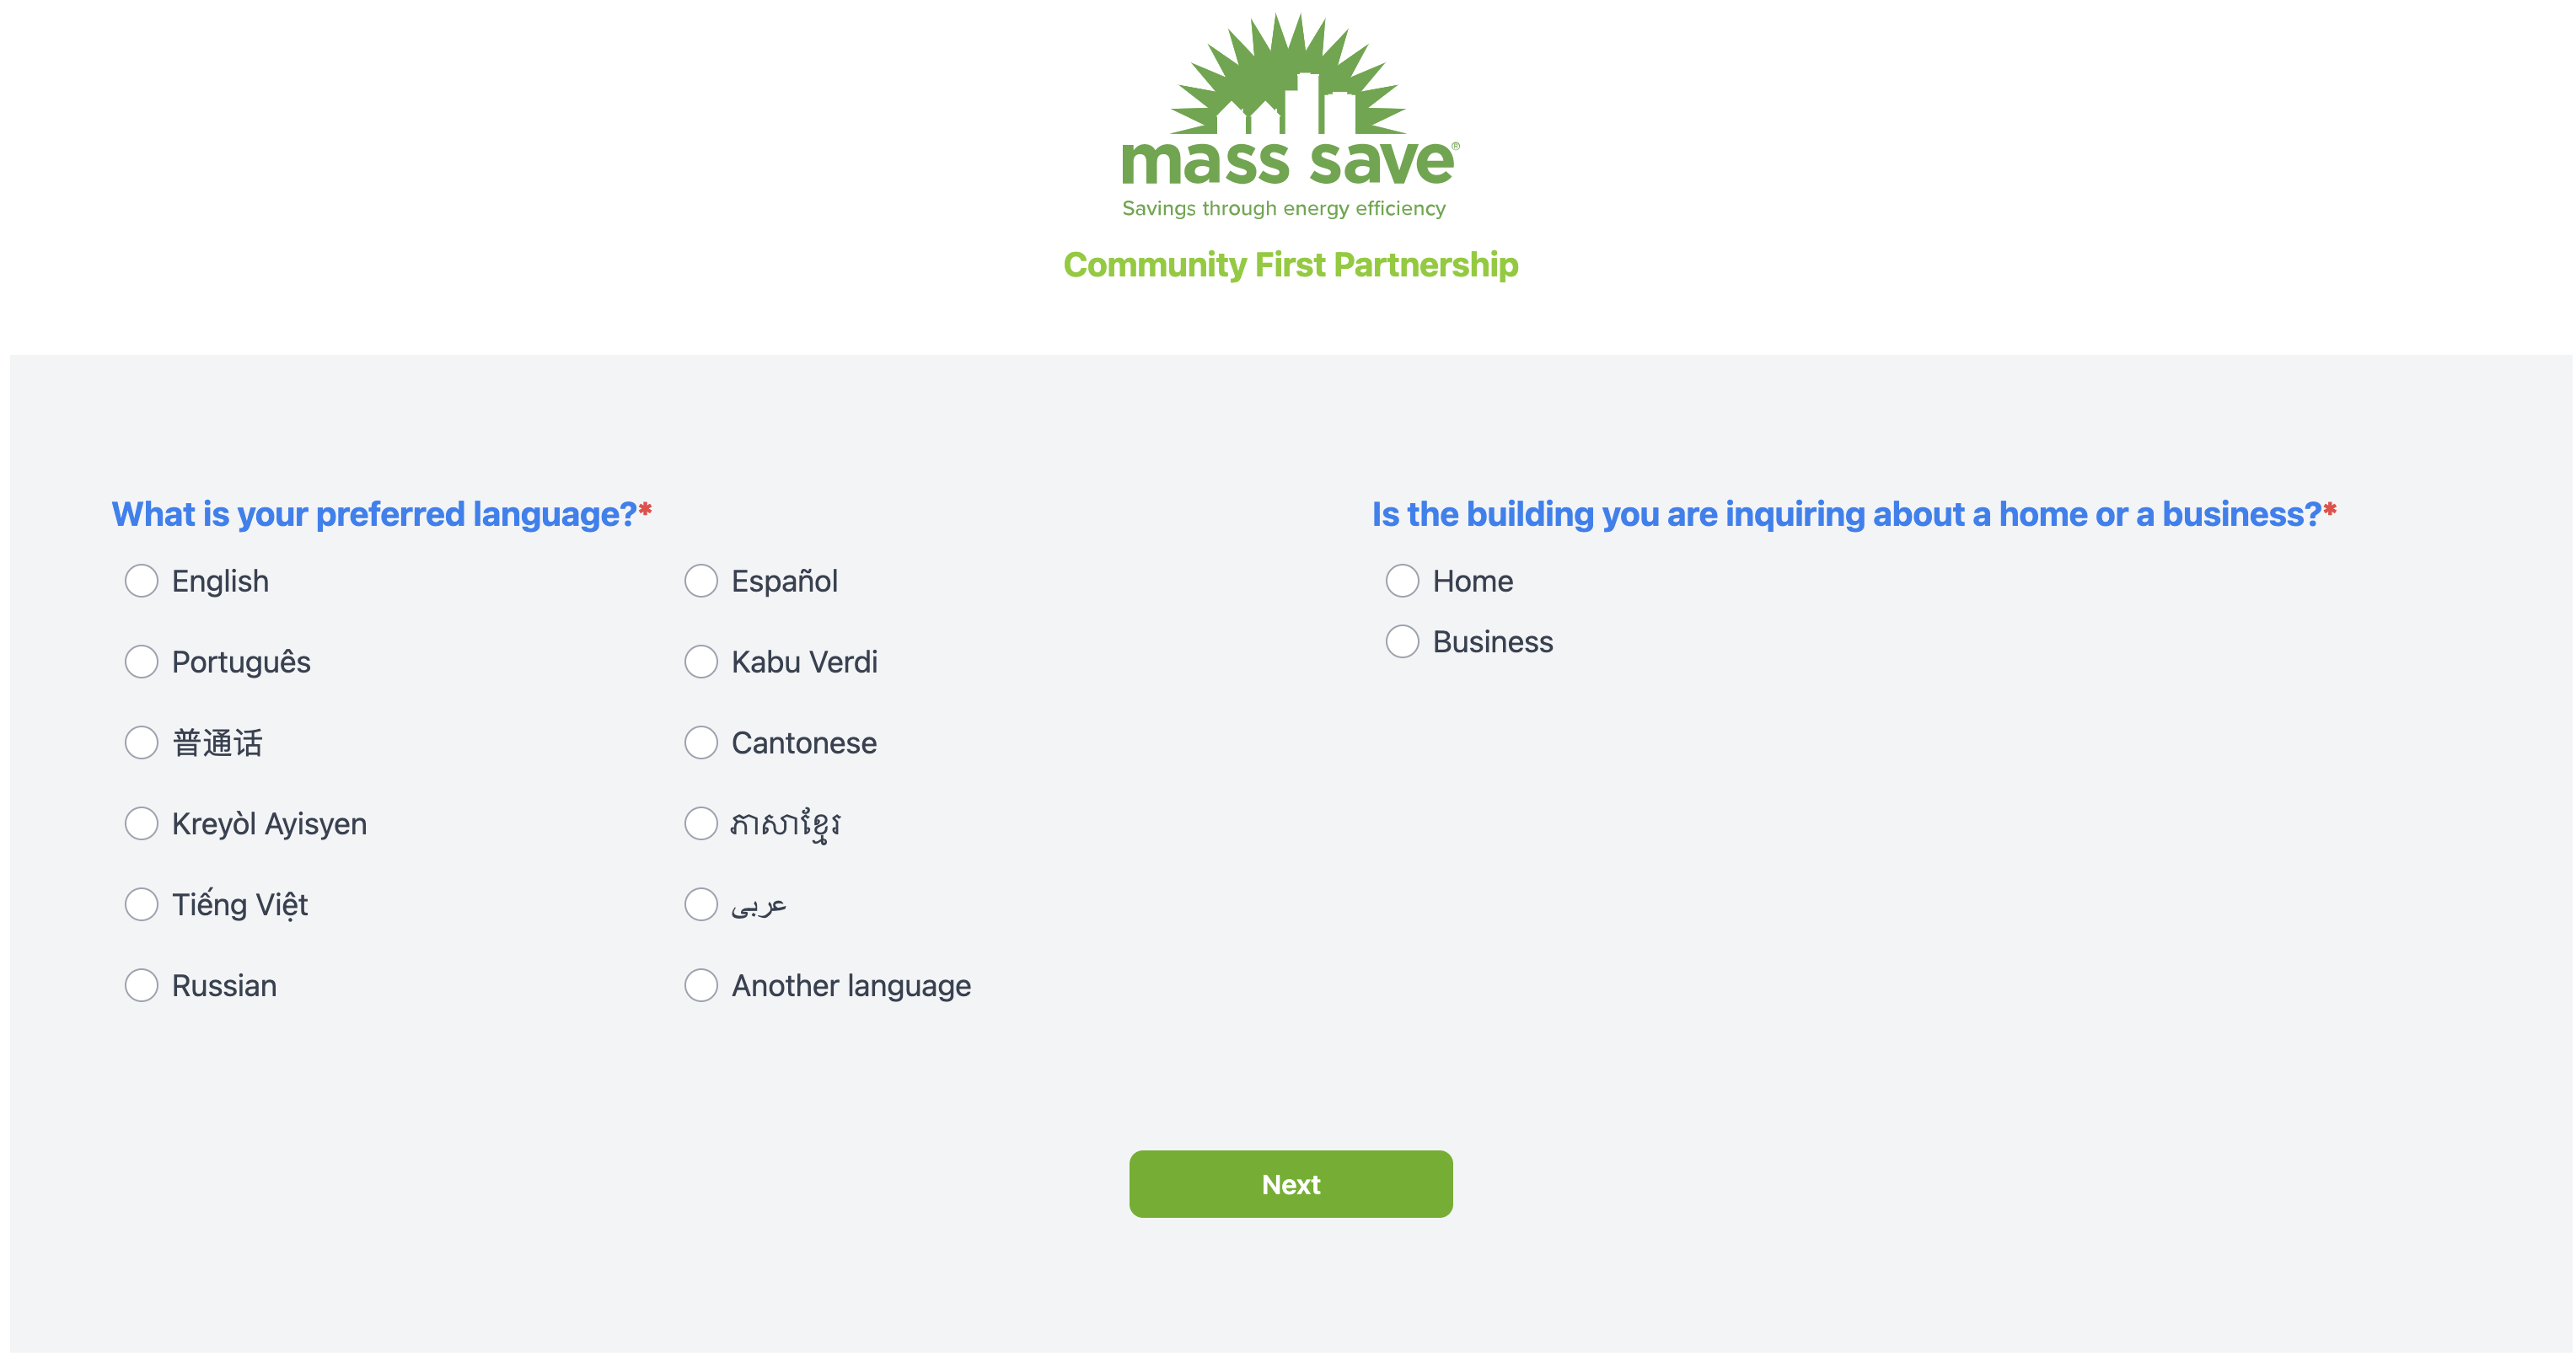 mass save®
Savings through energy efficiency
Community First Partnership
What is your preferred language?*
English
Español
Português
Kabu Verdi
普通话
Cantonese
Kreyòl Ayisyen
ភាសាខ្មែរ
Tiếng Việt
عربى
Russian
Another language
Is the building you are inquiring about a home or a business?*
Home
Business
Next